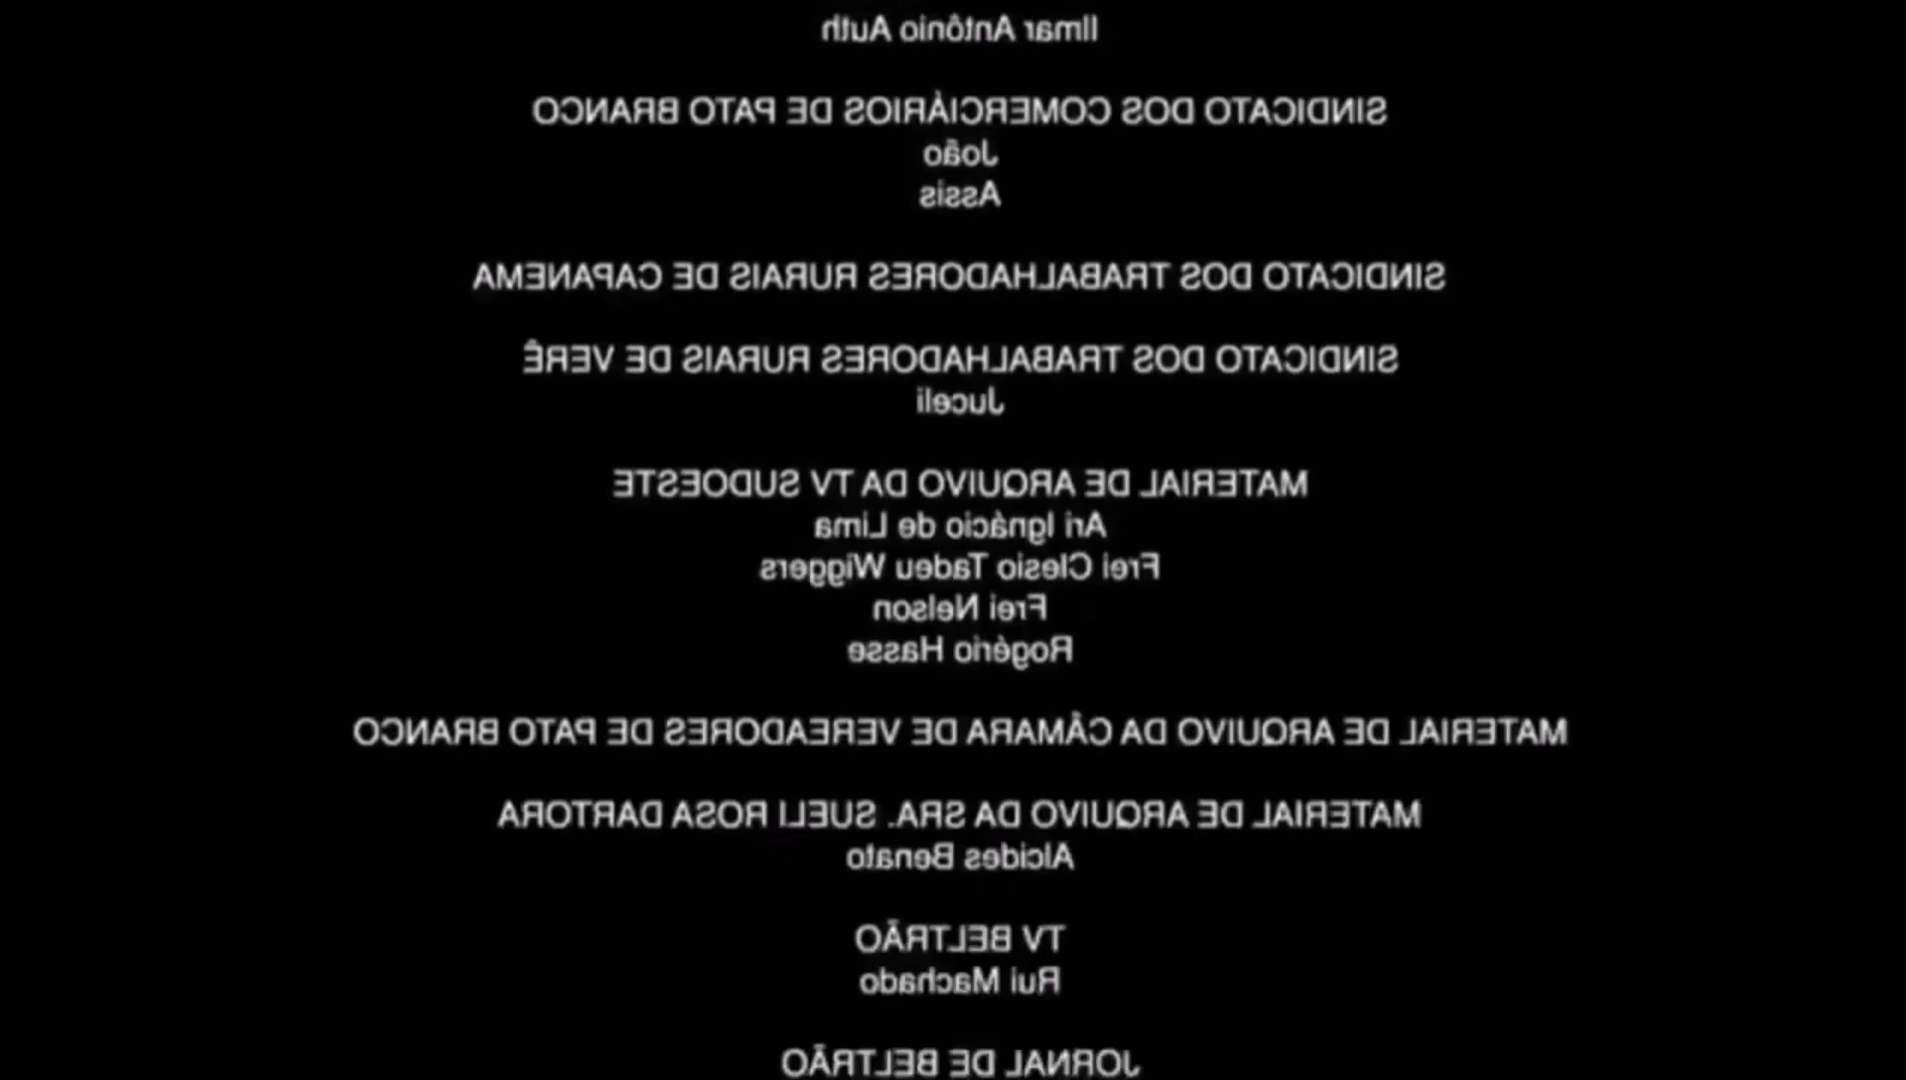 Ilmar Antônio Auth
SINDICATO DOS COMERCIÁRIOS DE PATO BRANCO
João
Assis
SINDICATO DOS TRABALHADORES RURAIS DE CAPANEMA
SINDICATO DOS TRABALHADORES RURAIS DE VERÊ
Juceli
MATERIAL DE ARQUIVO DA TV SUDOESTE
Ari Ignácio de Lima
Frei Clesio Tadeu Wiggers
Frei Nelson
Rogério Hasse
MATERIAL DE ARQUIVO DA CÂMARA DE VEREADORES DE PATO BRANCO
MATERIAL DE ARQUIVO DA SRA. SUELI ROSA DARTORA
Alcides Benato
TV BELTRÃO
Rui Machado
JORNAL DE BELTRÃO